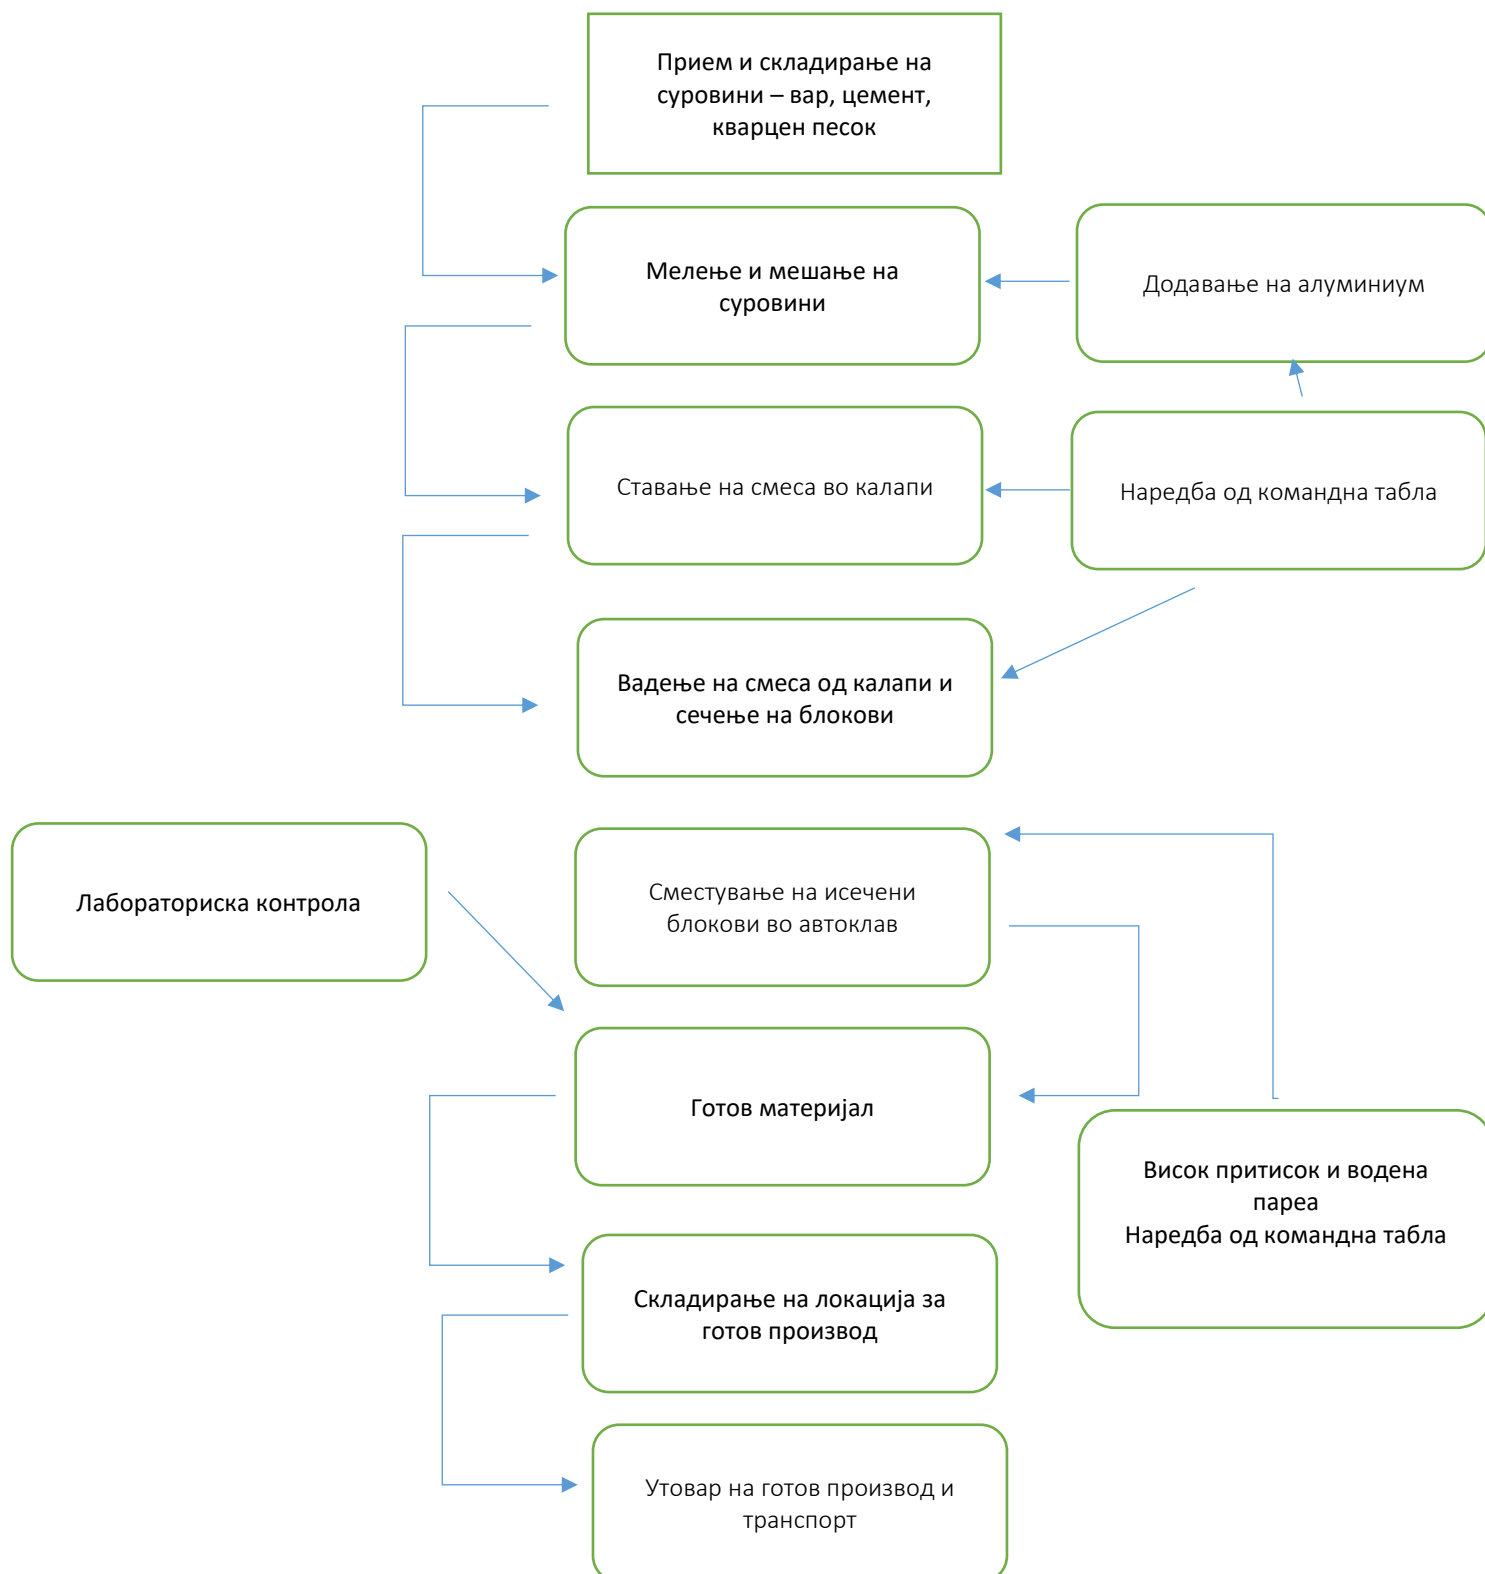 Прием и складирање на
суровини – вар, цемент,
кварцен песок
Мелење и мешање на
суровини
Додавање на алуминиум
Ставање на смеса во калапи
Наредба од командна табла
Вадење на смеса од калапи и
сечење на блокови
Лабораториска контрола
Сместување на исечени
блокови во автоклав
Готов материјал
Висок притисок и водена
пареа
Наредба од командна табла
Складирање на локација за
готов производ
Утовар на готов производ и
транспорт